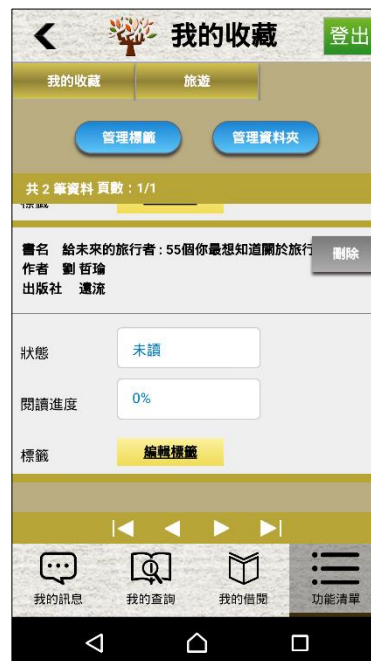 我的收藏
登出
我的收藏
旅遊
管理標籤
管理資料夾
共 2 筆資料 頁數 : 1/1
書名 給未來的旅行者 : 55個你最想知道關於旅行
刪除
作者 劉 哲瑜
出版社 遠流
狀態
未讀
閱讀進度
0%
標籤
編輯標籤
我的訊息
我的查詢
我的借閱
功能清單